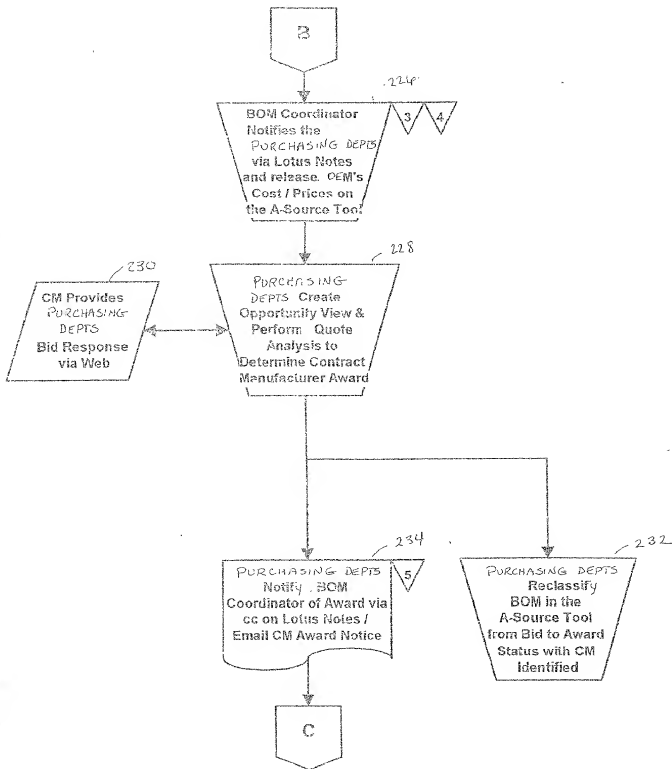 B
226
BOM Coordinator
Notifies the
PURCHASING DEPTS
via Lotus Notes
and release OEM's
Cost / Prices on
the A-Source Tool
3
4
228
PURCHASING
DEPTS Create
Opportunity View &
Perform Quote
Analysis to
Determine Contract
Manufacturer Award
230
CM Provides
PURCHASING
DEPTS
Bid Response
via Web
234
PURCHASING DEPTS
Notify BOM
Coordinator of Award via
cc on Lotus Notes /
Email CM Award Notice
5
232
PURCHASING DEPTS
Reclassify
BOM in the
A-Source Tool
from Bid to Award
Status with CM
Identified
C